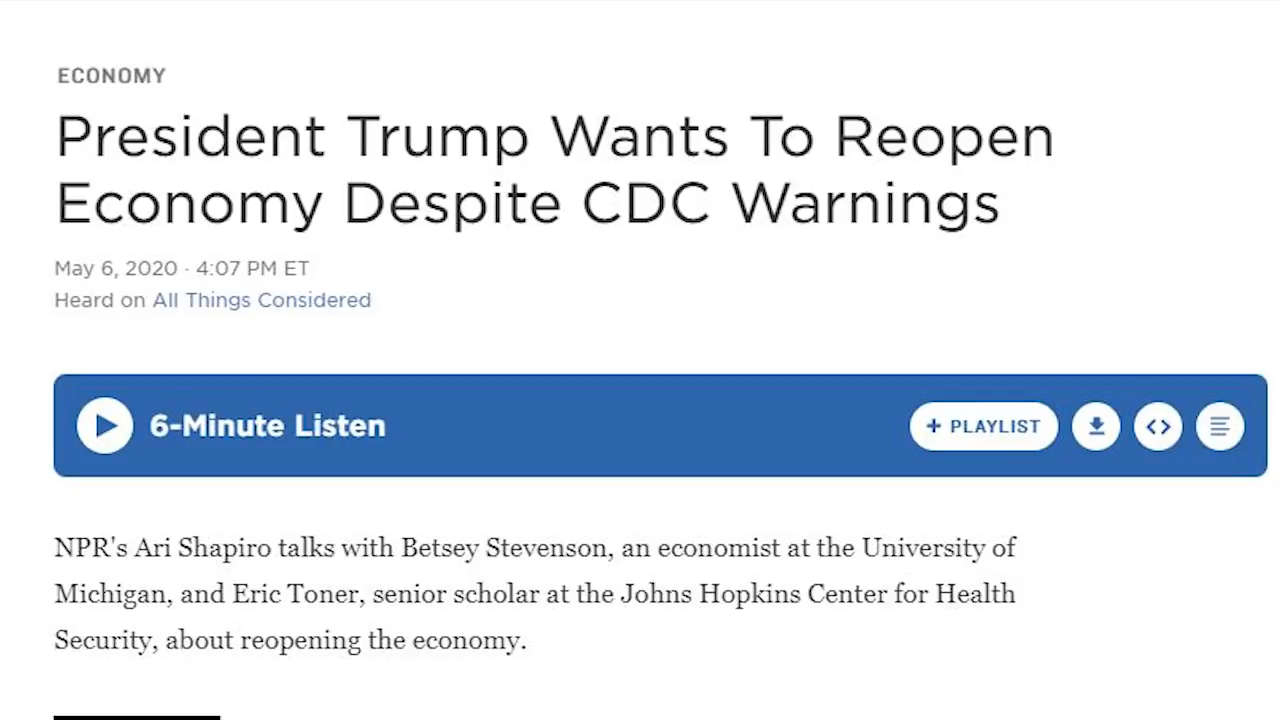 ECONOMY
President Trump Wants To Reopen
Economy Despite CDC Warnings
May 6, 2020 · 4:07 PM ET
Heard on All Things Considered
6-Minute Listen
+ PLAYLIST
NPR's Ari Shapiro talks with Betsey Stevenson, an economist at the University of
Michigan, and Eric Toner, senior scholar at the Johns Hopkins Center for Health
Security, about reopening the economy.